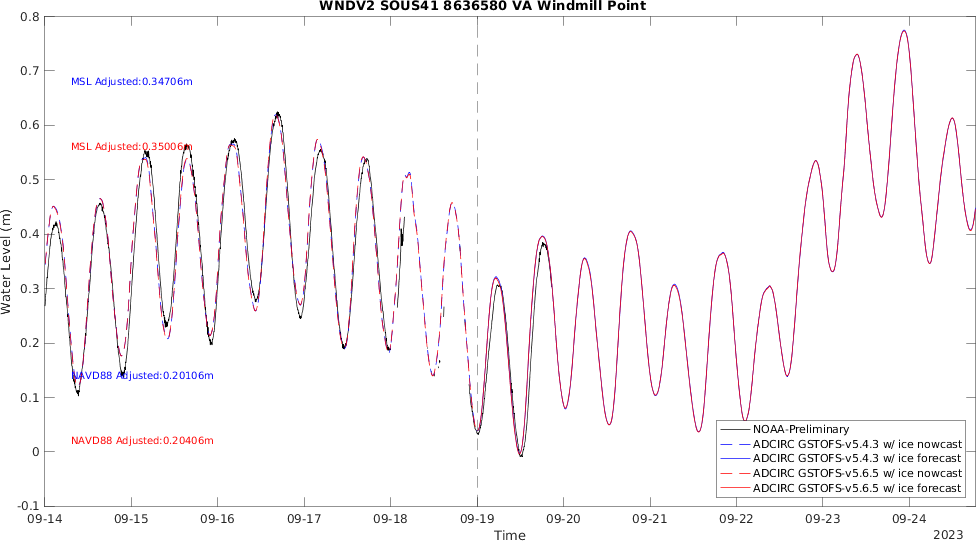 WNDV2 SOUS41 8636580 VA Windmill Point
0.8
0.7
0.6
0.5
0.4
0.3
0.2
0.1
0
-0.1
Water Level (m)
MSL Adjusted:0.34706m
MSL Adjusted:0.35006m
NAVD88 Adjusted:0.20106m
NAVD88 Adjusted:0.20406m
NOAA-Preliminary
ADCIRC GSTOFS-v5.4.3 w/ ice nowcast
ADCIRC GSTOFS-v5.4.3 w/ ice forecast
ADCIRC GSTOFS-v5.6.5 w/ ice nowcast
ADCIRC GSTOFS-v5.6.5 w/ ice forecast
09-14 09-15 09-16 09-17 09-18 09-19 09-20 09-21 09-22 09-23 09-24
Time
2023